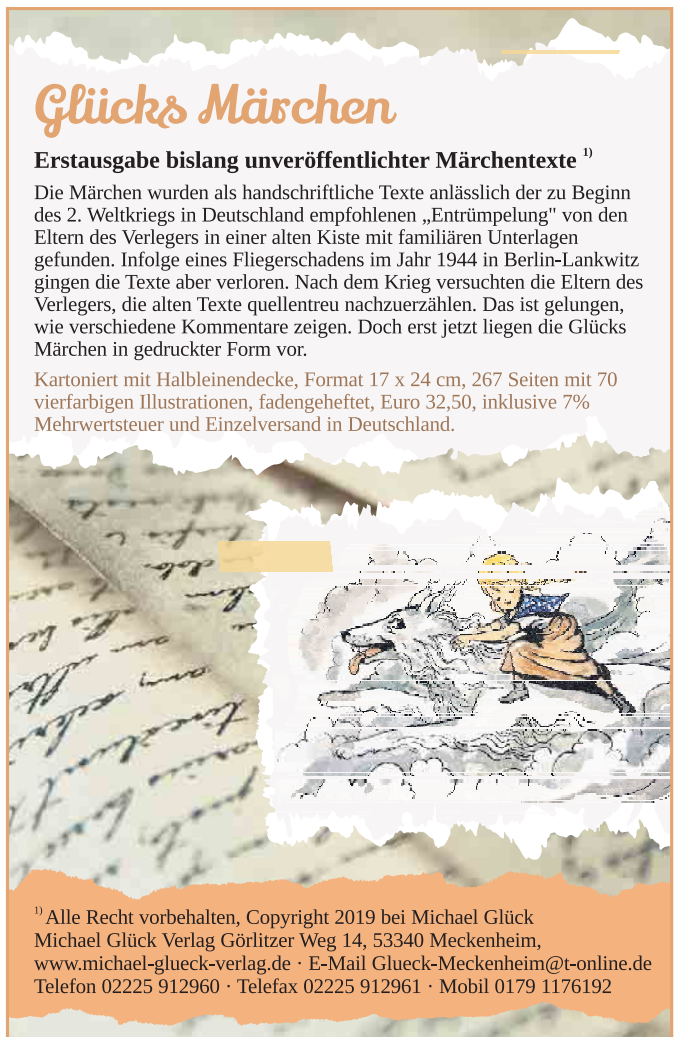 Glücks Märchen
Erstausgabe bislang unveröffentlichter Märchentexte 1)
Die Märchen wurden als handschriftliche Texte anlässlich der zu Beginn
des 2. Weltkriegs in Deutschland empfohlenen „Entrümpelung" von den
Eltern des Verlegers in einer alten Kiste mit familiären Unterlagen
gefunden. Infolge eines Fliegerschadens im Jahr 1944 in Berlin-Lankwitz
gingen die Texte aber verloren. Nach dem Krieg versuchten die Eltern des
Verlegers, die alten Texte quellentreu nachzuerzählen. Das ist gelungen,
wie verschiedene Kommentare zeigen. Doch erst jetzt liegen die Glücks
Märchen in gedruckter Form vor.
Kartoniert mit Halbleinendecke, Format 17 x 24 cm, 267 Seiten mit 70
vierfarbigen Illustrationen, fadengeheftet, Euro 32,50, inklusive 7%
Mehrwertsteuer und Einzelversand in Deutschland.
1) Alle Recht vorbehalten, Copyright 2019 bei Michael Glück
Michael Glück Verlag Görlitzer Weg 14, 53340 Meckenheim,
www.michael-glueck-verlag.de · E-Mail Glueck-Meckenheim@t-online.de
Telefon 02225 912960 · Telefax 02225 912961 · Mobil 0179 1176192